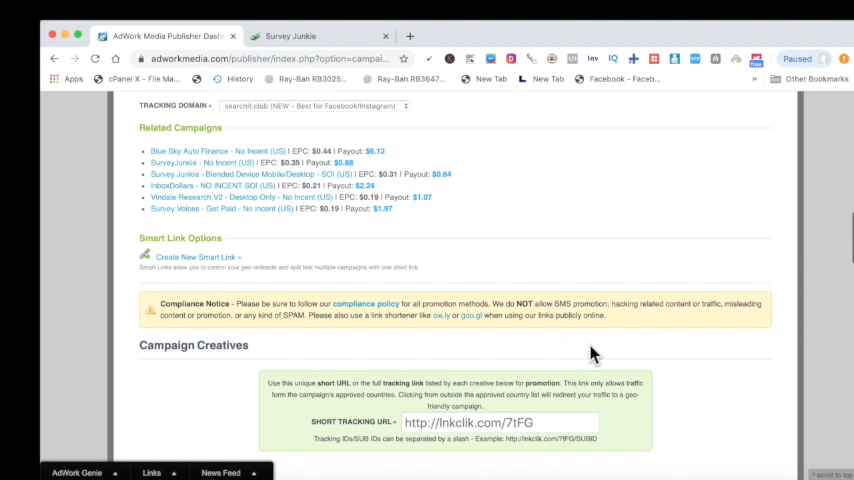 AdWork Media Publisher Dash
Survey Junkie
adworkmedia.com/publisher/index.php?option=campai...
Inv
IQ
free
Paused
Apps
cPanel X - File Ma...
History
Ray-Ban RB3025...
Ray-Ban RB3647...
New Tab
New Tab
Facebook - Faceb...
»
Other Bookmarks
TRACKING DOMAIN »
searchit.club (NEW - Best for Facebook/Instagram)
Related Campaigns
Blue Sky Auto Finance - No Incent (US) | EPC: $0.44 | Payout: $6.12
SurveyJunkie - No Incent (US) | EPC: $0.35 | Payout: $0.88
Survey Junkie - Blended Device Mobile/Desktop - SOI (US) | EPC: $0.31 | Payout: $0.64
InboxDollars - NO INCENT SOI (US) | EPC: $0.21 | Payout: $2.24
Vindale Research V2 - Desktop Only - No Incent (US) | EPC: $0.19 | Payout: $1.07
Survey Voices - Get Paid - No Incent (US) | EPC: $0.19 | Payout: $1.97
Smart Link Options
Create New Smart Link »
Smart Links allow you to control your geo redirects and split test multiple campaigns with one short link.
Compliance Notice - Please be sure to follow our compliance policy for all promotion methods. We do NOT allow SMS promotion, hacking related content or traffic, misleading
content or promotion, or any kind of SPAM. Please also use a link shortener like ow.ly or goo.gl when using our links publicly online.
Campaign Creatives
Use this unique short URL or the full tracking link listed by each creative below for promotion. This link only allows traffic
form the campaign's approved countries. Clicking from outside the approved country list will redirect your traffic to a geo-
friendly campaign.
SHORT TRACKING URL »
http://lnkclik.com/7tFG
Tracking IDs/SUB IDs can be separated by a slash - Example: http://lnkclik.com/7tFG/SUBID
AdWork Genie
Links
News Feed
^ scroll to top